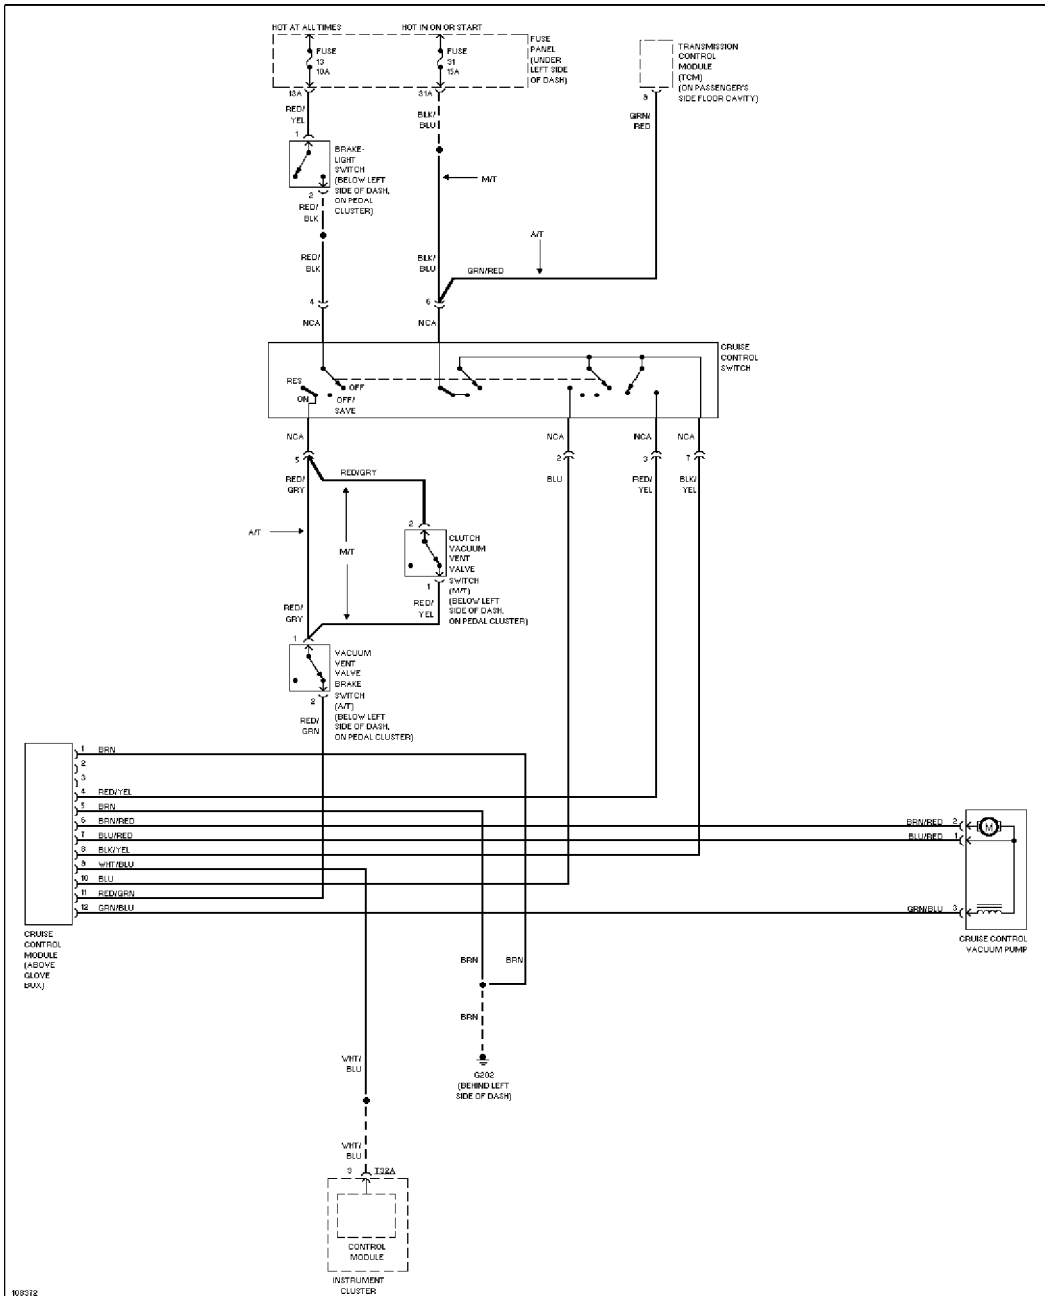 HOT AT ALL TIMES
HOT IN ON OR START
FUSE
13
10A
FUSE
31
15A
FUSE
PANEL
(UNDER
LEFT SIDE
OF DASH)
TRANSMISSION
CONTROL
MODULE
(TCM)
(ON PASSENGER'S
SIDE FLOOR CAVITY)
13A
31A
RED/
YEL
BLK/
BLU
GRN/
RED
1
BRAKE-
LIGHT
SWITCH
(BELOW LEFT
SIDE OF DASH,
ON PEDAL
CLUSTER)
M/T
2
RED/
BLK
A/T
RED/
BLK
BLK/
BLU
GRN/RED
4
6
NCA
NCA
CRUISE
CONTROL
SWITCH
RES
OFF
ON
OFF/
SAVE
NCA
NCA
NCA
NCA
5
2
3
7
RED/
GRY
RED/GRY
BLU
RED/
YEL
BLK/
YEL
2
A/T
M/T
CLUTCH
VACUUM
VENT
VALVE
SWITCH
(M/T)
(BELOW LEFT
SIDE OF DASH,
ON PEDAL CLUSTER)
1
RED/
GRY
RED/
YEL
1
VACUUM
VENT
VALVE
BRAKE
SWITCH
(A/T)
(BELOW LEFT
SIDE OF DASH,
ON PEDAL CLUSTER)
2
RED/
GRN
1 BRN
2
3
4 RED/YEL
5 BRN
6 BRN/RED
7 BLU/RED
8 BLK/YEL
9 WHT/BLU
10 BLU
11 RED/GRN
12 GRN/BLU
BRN/RED 2
BLU/RED 1
M
GRN/BLU 3
CRUISE
CONTROL
MODULE
(ABOVE
GLOVE
BOX)
CRUISE CONTROL
VACUUM PUMP
BRN
BRN
BRN
G202
(BEHIND LEFT
SIDE OF DASH)
WHT/
BLU
WHT/
BLU
T32A
CONTROL
MODULE
INSTRUMENT
CLUSTER
108372